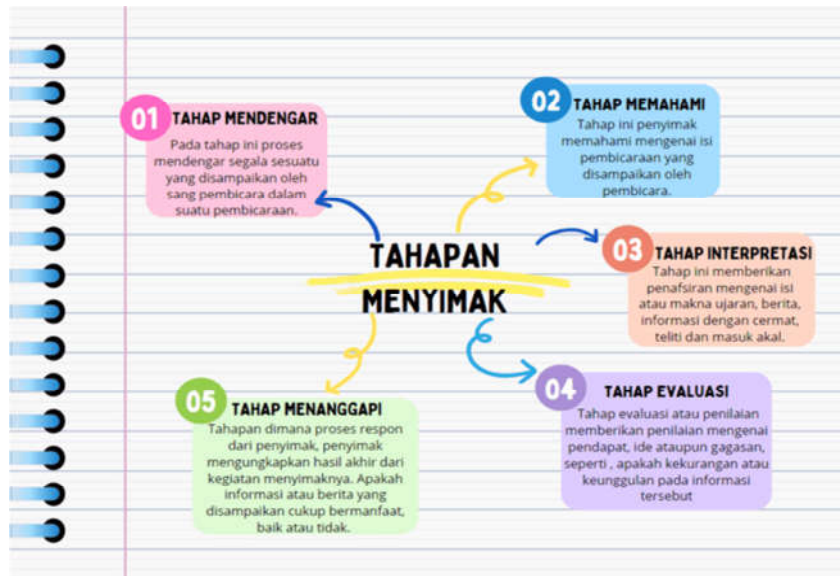 TAHAPAN
MENYIMAK
01
TAHAP MENDENGAR
Pada tahap ini proses
mendengar segala sesuatu
yang disampaikan oleh
sang pembicara dalam
suatu pembicaraan.
02
TAHAP MEMAHAMI
Tahap ini penyimak
memahami mengenai isi
pembicaraan yang
disampaikan oleh
pembicara.
03
TAHAP INTERPRETASI
Tahap ini memberikan
penafsiran mengenai isi
atau makna ujaran, berita,
informasi dengan cermat,
teliti dan masuk akal.
04
TAHAP EVALUASI
Tahap evaluasi atau penilaian
memberikan penilaian mengenai
pendapat, ide ataupun gagasan,
seperti , apakah kekurangan atau
keunggulan pada informasi
tersebut
05
TAHAP MENANGGAPI
Tahapan dimana proses respon
dari penyimak, penyimak
mengungkapkan hasil akhir dari
kegiatan menyimaknya. Apakah
informasi atau berita yang
disampaikan cukup bermanfaat,
baik atau tidak.